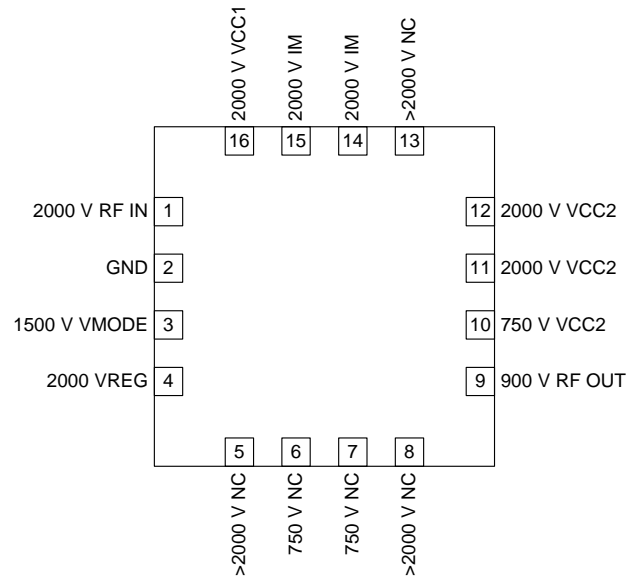 2000 V VCC1
2000 V IM
2000 V IM
>2000 V NC
16
15
14
13
2000 V RF IN 1
12 2000 V VCC2
GND 2
11 2000 V VCC2
1500 V VMODE 3
10 750 V VCC2
2000 VREG 4
9 900 V RF OUT
5
6
7
8
>2000 V NC
750 V NC
750 V NC
>2000 V NC